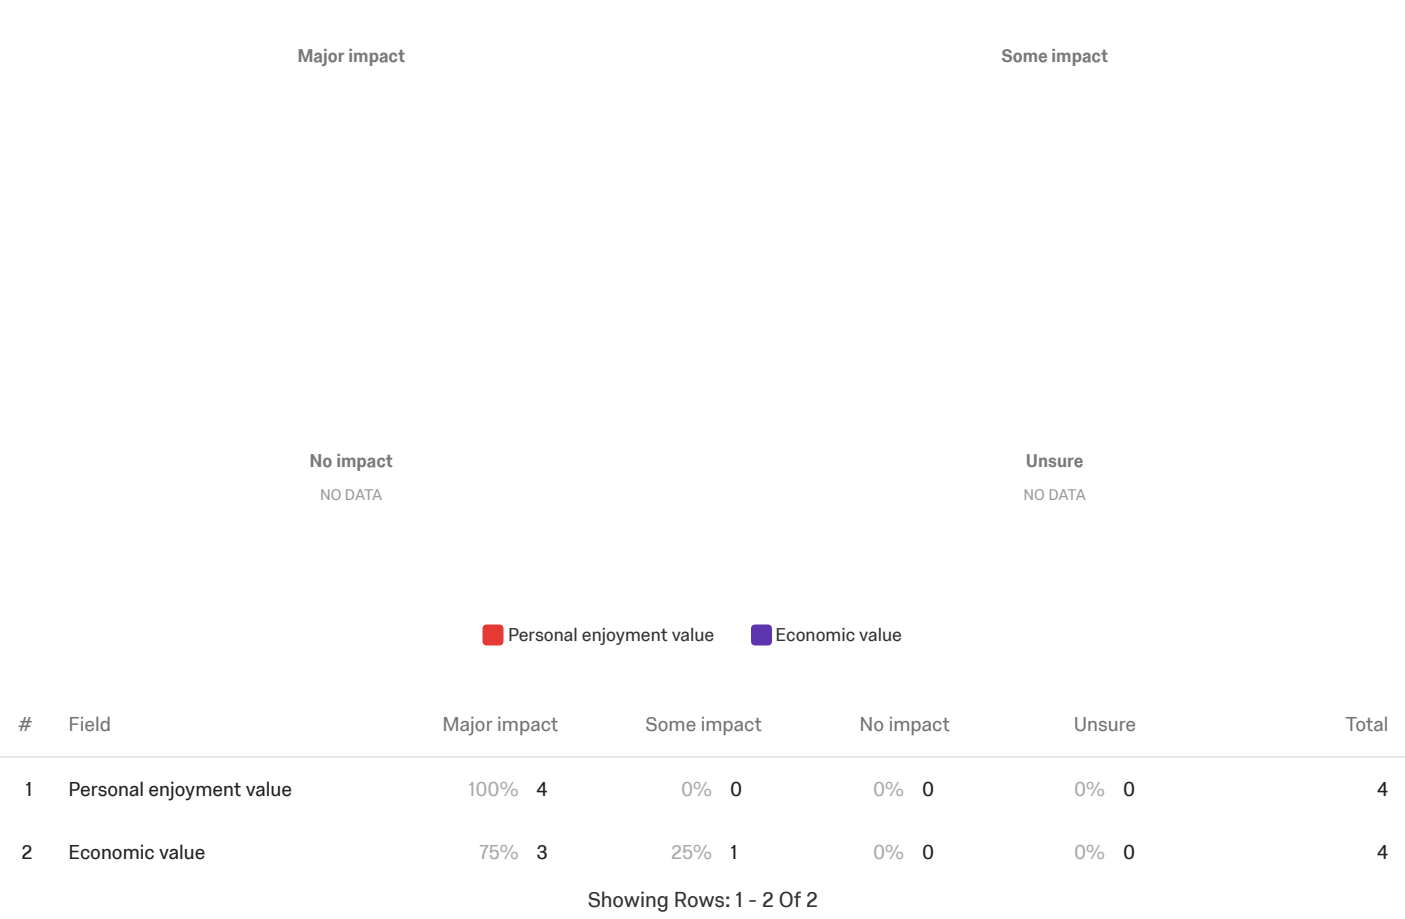 Major impact Some impact
No impact Unsure
NO DATA NO DATA
Personal enjoyment value Economic value
# Field Major impact Some impact No impact Unsure Total
1 Personal enjoyment value 100% 4 0% 0 0% 0 0% 0 4
2 Economic value 75% 3 25% 1 0% 0 0% 0 4
Showing Rows: 1 - 2 Of 2